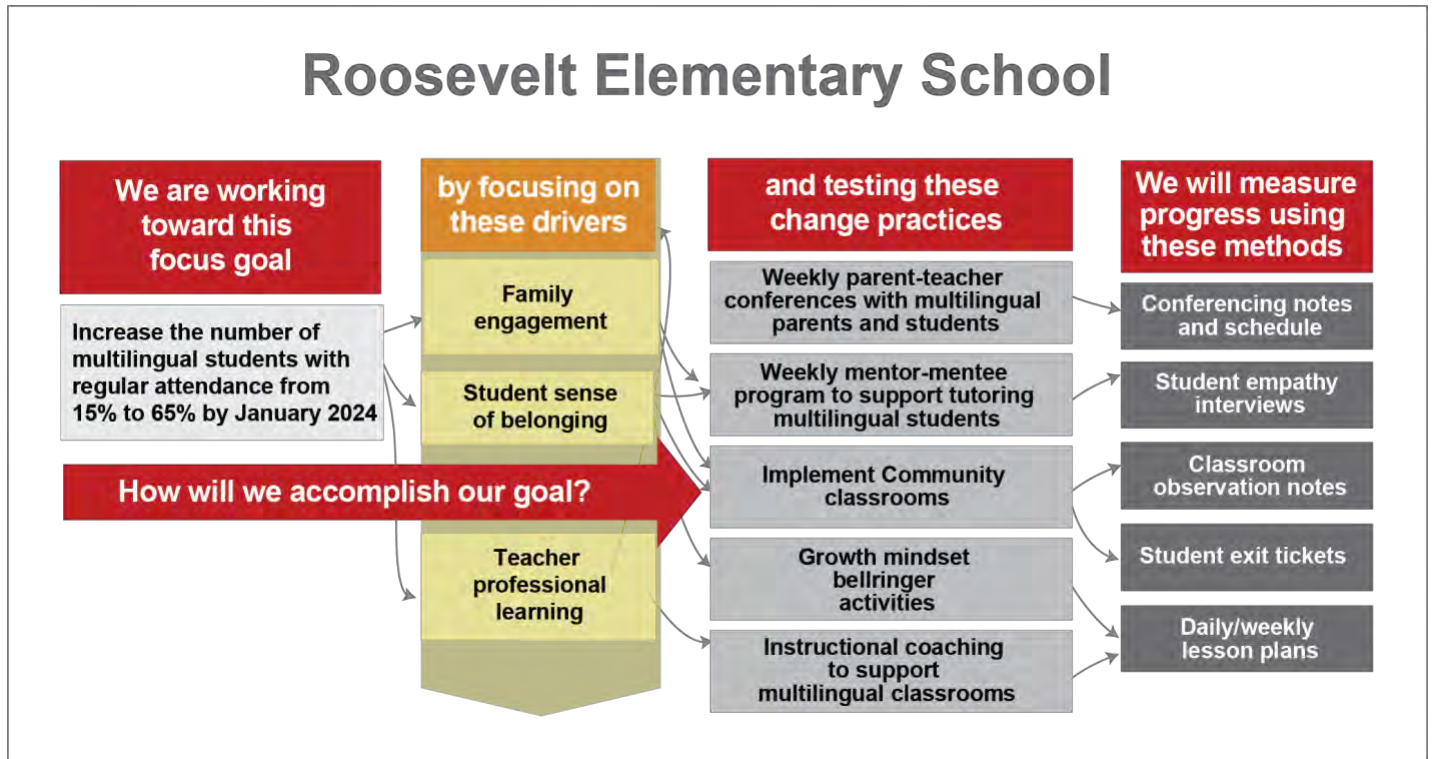 Roosevelt Elementary School
We are working
toward this
focus goal
Increase the number of
multilingual students with
regular attendance from
15% to 65% by January 2024
How will we accomplish our goal?
by focusing on
these drivers
Family
engagement
Student sense
of belonging
Teacher
professional
learning
and testing these
change practices
Weekly parent-teacher
conferences with multilingual
parents and students
Weekly mentor-mentee
program to support tutoring
multilingual students
Implement Community
classrooms
Growth mindset
bellringer
activities
Instructional coaching
to support
multilingual classrooms
We will measure
progress using
these methods
Conferencing notes
and schedule
Student empathy
interviews
Classroom
observation notes
Student exit tickets
Daily/weekly
lesson plans